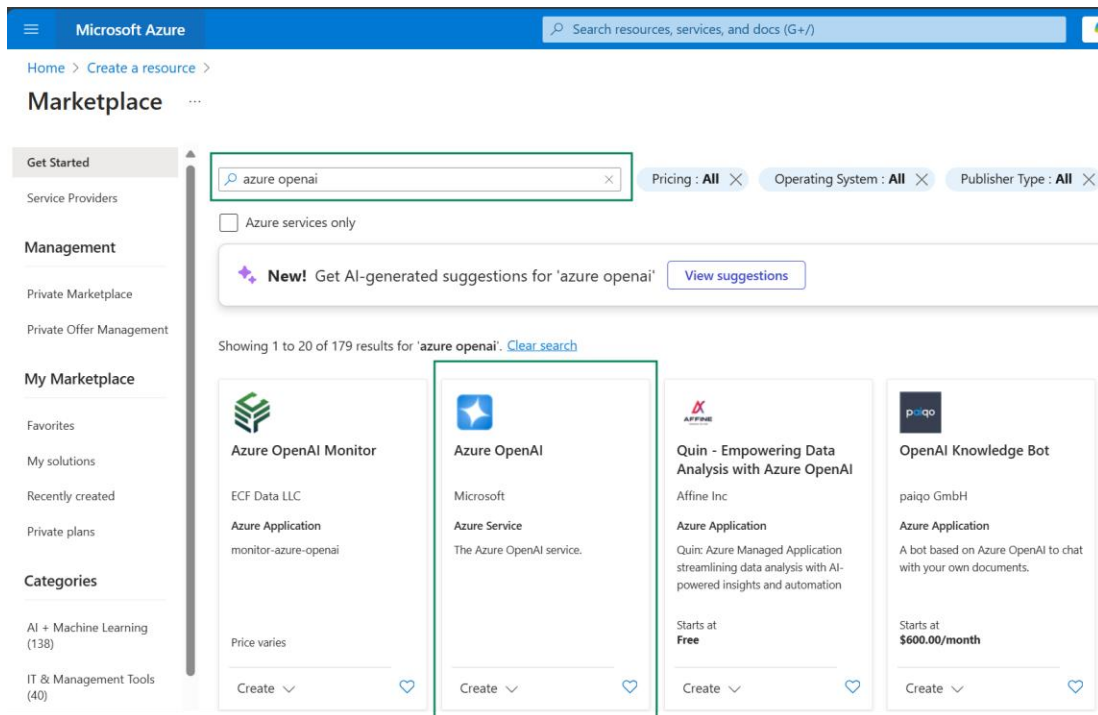 Microsoft Azure
Search resources, services, and docs (G+/)
Home > Create a resource >
Marketplace ...
Get Started
Service Providers
Management
Private Marketplace
Private Offer Management
My Marketplace
Favorites
My solutions
Recently created
Private plans
Categories
AI + Machine Learning
(138)
IT & Management Tools
(40)
azure openai
Pricing : All
Operating System : All
Publisher Type : All
Azure services only
New! Get AI-generated suggestions for 'azure openai'
View suggestions
Showing 1 to 20 of 179 results for 'azure openai'. Clear search
Azure OpenAI Monitor
ECF Data LLC
Azure Application
monitor-azure-openai
Price varies
Create
Azure OpenAI
Microsoft
Azure Service
The Azure OpenAI service.
Create
AFFINE
Quin - Empowering Data
Analysis with Azure OpenAI
Affine Inc
Azure Application
Quin: Azure Managed Application
streamlining data analysis with AI-
powered insights and automation
Starts at
Free
Create
paiqo
OpenAI Knowledge Bot
paiqo GmbH
Azure Application
A bot based on Azure OpenAI to chat
with your own documents.
Starts at
$600.00/month
Create